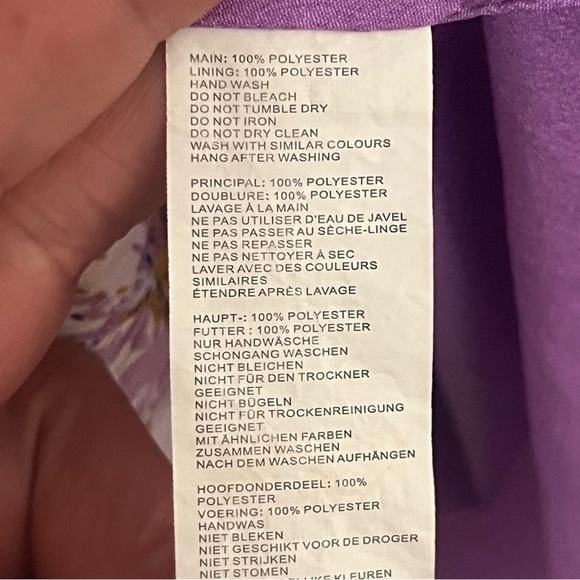 MAIN: 100% POLYESTER
LINING: 100% POLYESTER
HAND WASH
DO NOT BLEACH
DO NOT TUMBLE DRY
DO NOT IRON
DO NOT DRY CLEAN
WASH WITH SIMILAR COLOURS
HANG AFTER WASHING
PRINCIPAL: 100% POLYESTER
DOUBLURE: 100% POLYESTER
LAVAGE À LA MAIN
NE PAS UTILISER D'EAU DE JAVEL
NE PAS PASSER AU SÈCHE-LINGE
NE PAS REPASSER
NE PAS NETTOYER À SEC
LAVER AVEC DES COULEURS
SIMILAIRES
ÉTENDRE APRÈS LAVAGE
HAUPT-: 100% POLYESTER
FUTTER : 100% POLYESTER
NUR HANDWÄSCHE
SCHONGANG WASCHEN
NICHT BLEICHEN
NICHT FÜR DEN TROCKNER
GEEIGNET
NICHT BÜGELN
NICHT FÜR TROCKENREINIGUNG
GEEIGNET
MIT ÄHNLICHEN FARBEN
ZUSAMMEN WASCHEN
NACH DEM WASCHEN AUFHÄNGEN
HOOFDONDERDEEL: 100%
POLYESTER
VOERING: 100% POLYESTER
HANDWAS
NIET BLEKEN
NIET GESCHIKT VOOR DE DROGER
NIET STRIJKEN
NIET STOMEN
KLEUREN